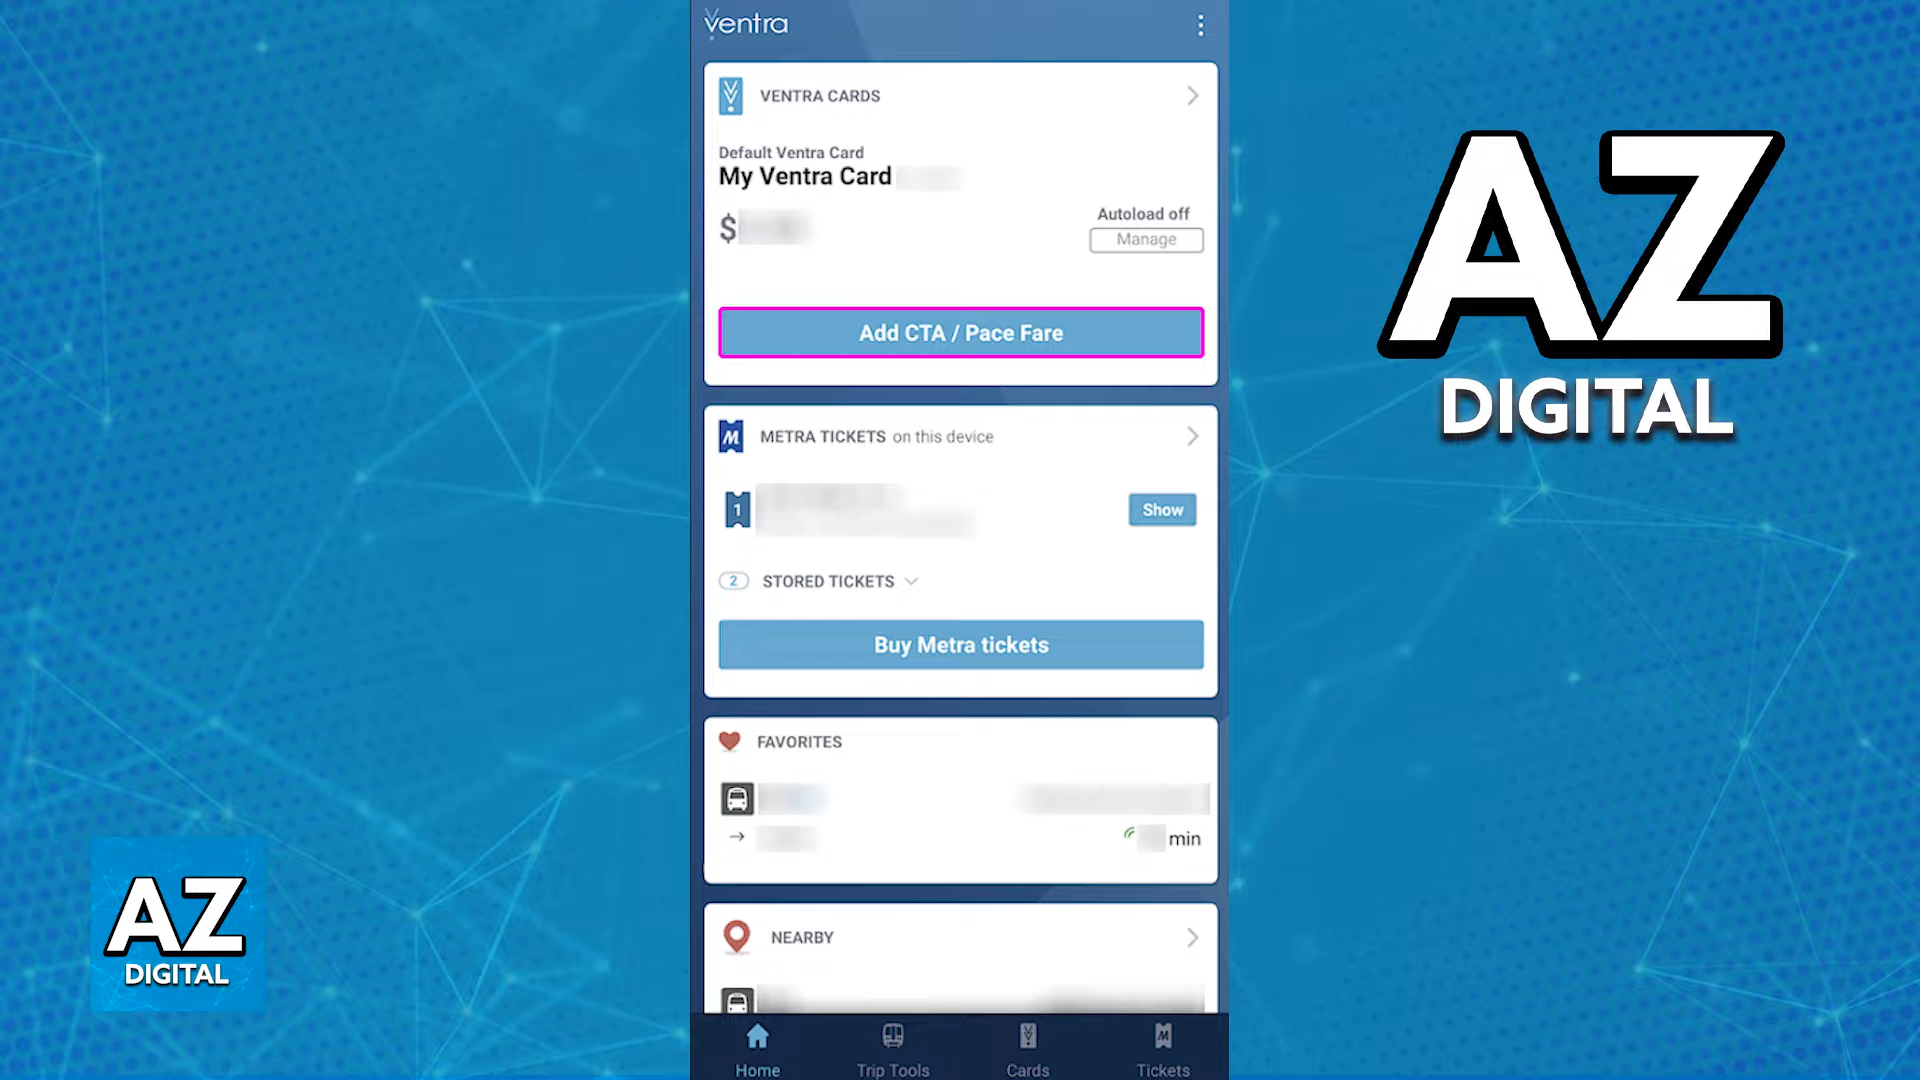 ventra
VENTRA CARDS
Default Ventra Card
My Ventra Card
$
Autoload off
Manage
Add CTA / Pace Fare
M METRA TICKETS on this device
1
Show
2 STORED TICKETS
Buy Metra tickets
FAVORITES
min
NEARBY
Home
Trip Tools
Cards
M
Tickets
AZ
DIGITAL
AZ
DIGITAL